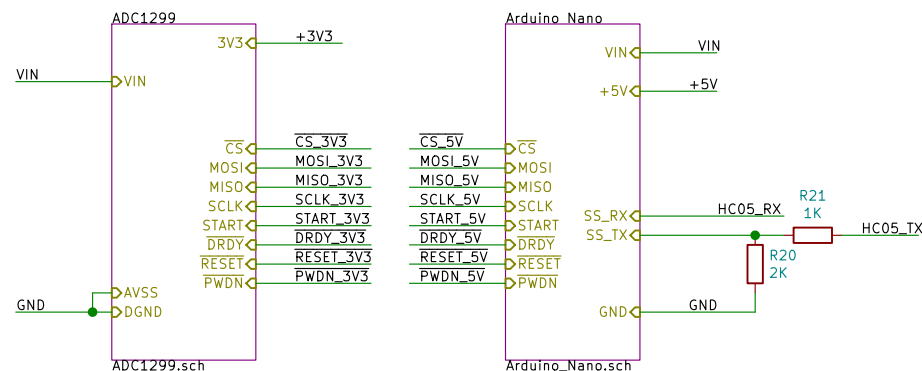 ADC1299
3V3
+3V3
VIN
VIN
CS
CS_3V3
MOSI
MOSI_3V3
MISO
MISO_3V3
SCLK
SCLK_3V3
START
START_3V3
DRDY
DRDY_3V3
RESET
RESET_3V3
PWDN
PWDN_3V3
AVSS
GND
DGND
ADC1299.sch
Arduino_Nano
VIN
VIN
+5V
+5V
CS_5V
CS
MOSI_5V
MOSI
MISO_5V
MISO
SCLK_5V
SCLK
START_5V
START
DRDY_5V
DRDY
RESET_5V
RESET
PWDN_5V
PWDN
SS_RX
HC05_RX
SS_TX
R21
1K
HC05_TX
R20
2K
GND
GND
Arduino_Nano.sch